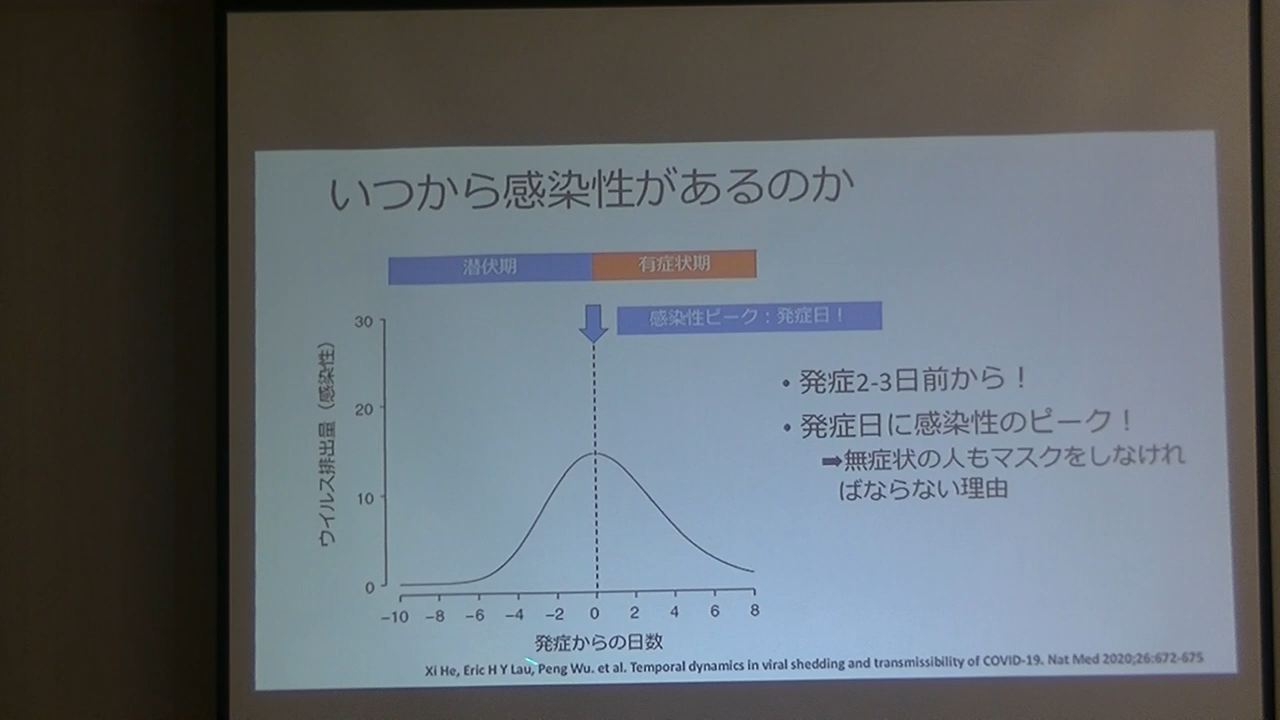 いつから感染性があるのか
潜伏期
有症状期
感染性ピーク：発症日！
ウイルス排出量（感染性）
30
20
10
0
−10 −8 −6 −4 −2 0 2 4 6 8
発症からの日数
• 発症2-3日前から！
• 発症日に感染性のピーク！
➡無症状の人もマスクをしなけれ
ばならない理由
Xi He, Eric H Y Lau, Peng Wu. et al. Temporal dynamics in viral shedding and transmissibility of COVID-19. Nat Med 2020;26:672-675